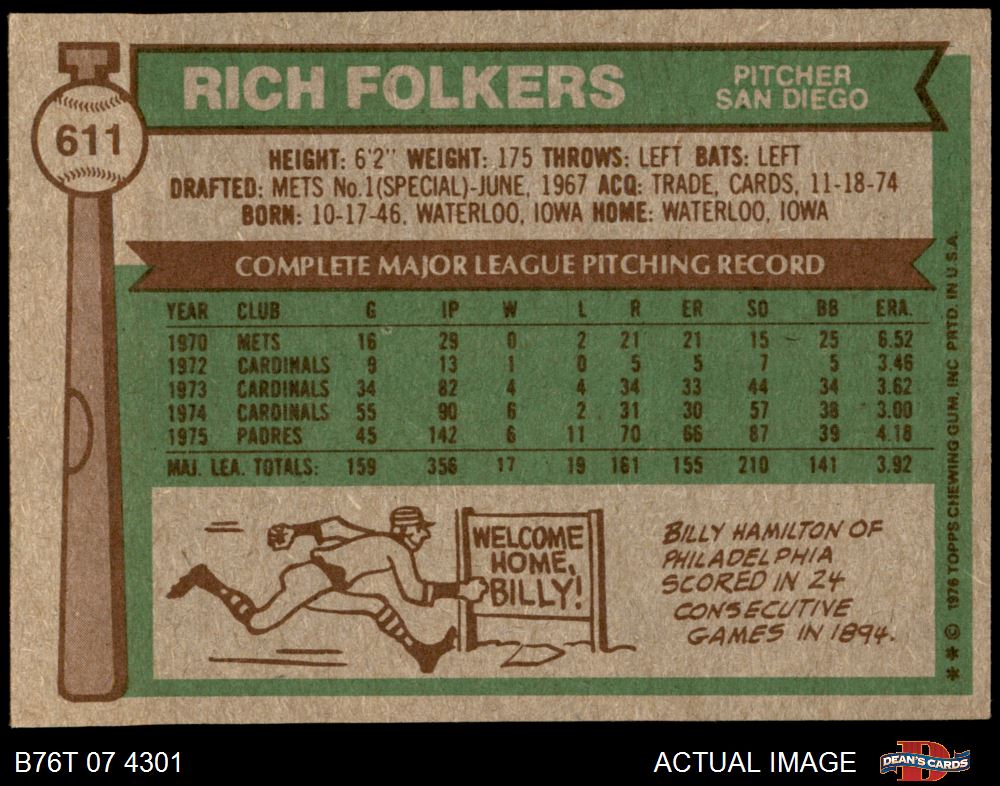 RICH FOLKERS
PITCHER
SAN DIEGO
611
HEIGHT: 6'2" WEIGHT: 175 THROWS: LEFT BATS: LEFT
DRAFTED: METS No.1(SPECIAL)-JUNE, 1967 ACQ: TRADE, CARDS, 11-18-74
BORN: 10-17-46, WATERLOO, IOWA HOME: WATERLOO, IOWA
COMPLETE MAJOR LEAGUE PITCHING RECORD
YEAR CLUB G IP W L R ER SO BB ERA.
1970 METS 16 29 0 2 21 21 15 25 6.52
1972 CARDINALS 9 13 1 0 5 5 7 5 3.46
1973 CARDINALS 34 82 4 4 34 33 44 34 3.62
1974 CARDINALS 55 90 6 2 31 30 57 38 3.00
1975 PADRES 45 142 6 11 70 66 87 39 4.18
MAJ. LEA. TOTALS: 159 356 17 19 161 155 210 141 3.92
WELCOME
HOME,
BILLY!
BILLY HAMILTON OF
PHILADELPHIA
SCORED IN 24
CONSECUTIVE
GAMES IN 1894.
* * © 1976 TOPPS CHEWING GUM, INC PRTD. IN U.S.A.
B76T 07 4301
ACTUAL IMAGE
D
DEAN'S CARDS